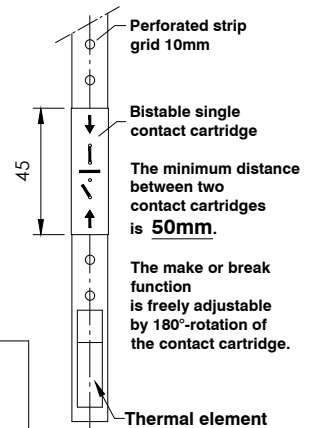 Perforated strip
grid 10mm
Bistable single
contact cartridge
45
The minimum distance
between two
contact cartridges
is 50mm.
The make or break
function
is freely adjustable
by 180°-rotation of
the contact cartridge.
Thermal element